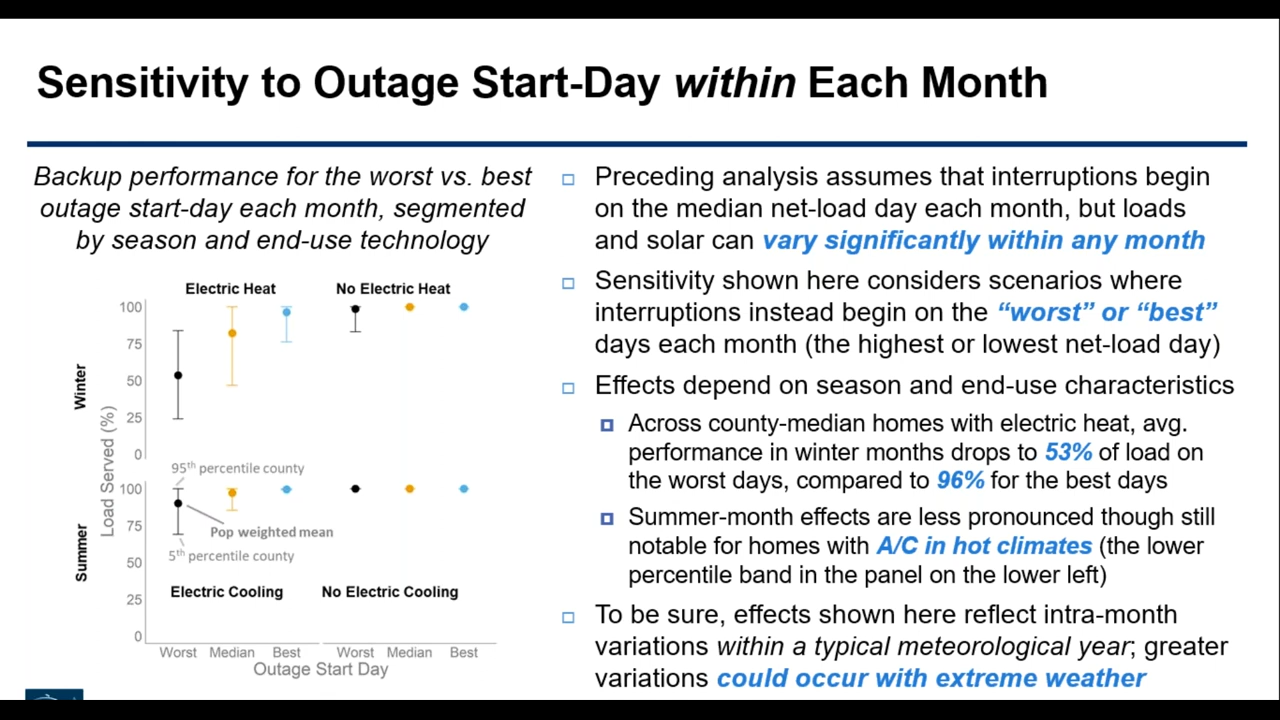 Sensitivity to Outage Start-Day within Each Month
Backup performance for the worst vs. best
outage start-day each month, segmented
by season and end-use technology
Electric Heat
No Electric Heat
100
75
50
25
0
Winter
Load Served (%)
95th percentile county
100
75
50
25
0
Summer
Pop weighted mean
5th percentile county
Electric Cooling
No Electric Cooling
Worst Median Best Worst Median Best
Outage Start Day
Preceding analysis assumes that interruptions begin
on the median net-load day each month, but loads
and solar can vary significantly within any month
Sensitivity shown here considers scenarios where
interruptions instead begin on the “worst” or “best”
days each month (the highest or lowest net-load day)
Effects depend on season and end-use characteristics
Across county-median homes with electric heat, avg.
performance in winter months drops to 53% of load on
the worst days, compared to 96% for the best days
Summer-month effects are less pronounced though still
notable for homes with A/C in hot climates (the lower
percentile band in the panel on the lower left)
To be sure, effects shown here reflect intra-month
variations within a typical meteorological year; greater
variations could occur with extreme weather